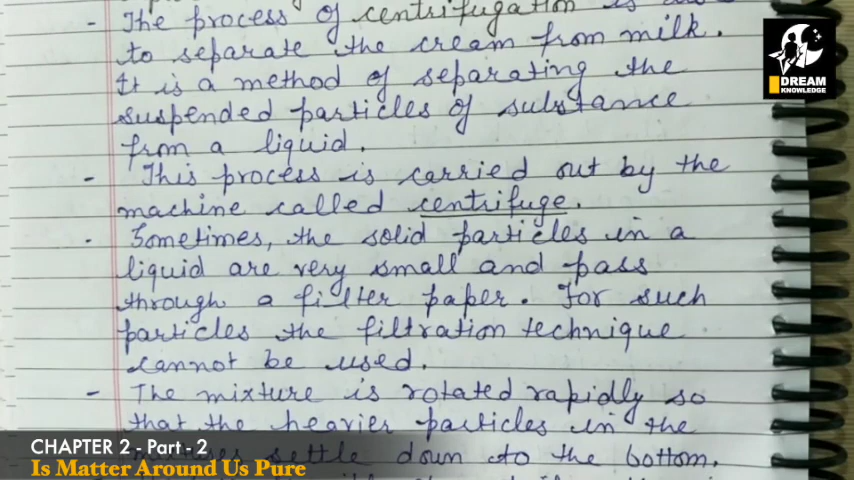 - The process of centrifugation is
to separate the cream from milk.
It is a method of separating the
suspended particles of substance
from a liquid.
- This process is carried out by the
machine called centrifuge.
- Sometimes, the solid particles in a
liquid are very small and pass
through a filter paper. For such
particles the filtration technique
cannot be used.
- The mixture is rotated rapidly so
that the heavier particles in the
settle down to the bottom.
DREAM
KNOWLEDGE
CHAPTER 2 - Part - 2
Is Matter Around Us Pure